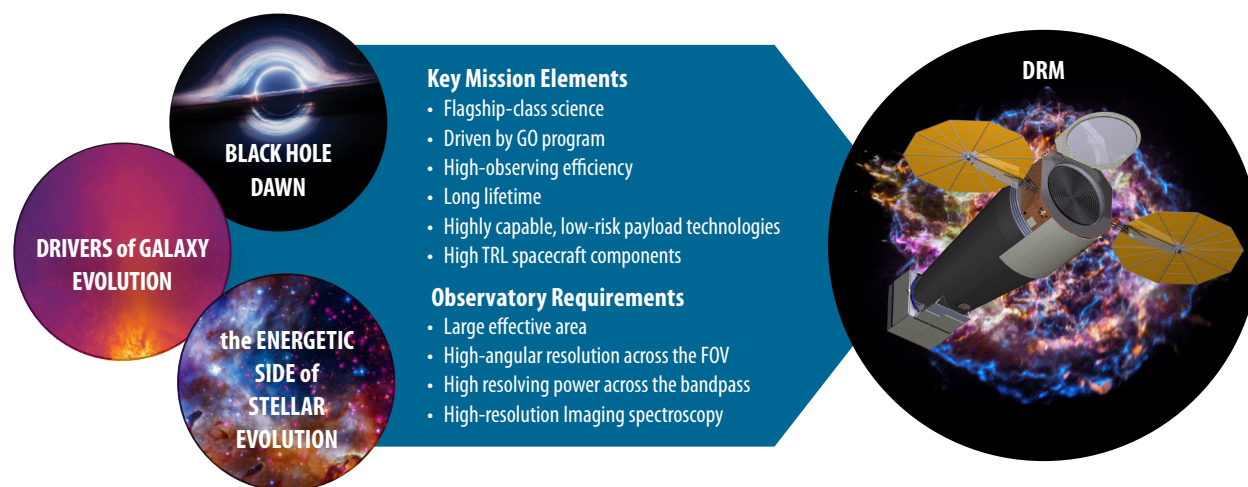 BLACK HOLE
DAWN
DRIVERS of GALAXY
EVOLUTION
the ENERGETIC
SIDE of
STELLAR
EVOLUTION
Key Mission Elements
• Flagship-class science
• Driven by GO program
• High-observing efficiency
• Long lifetime
• Highly capable, low-risk payload technologies
• High TRL spacecraft components
Observatory Requirements
• Large effective area
• High-angular resolution across the FOV
• High resolving power across the bandpass
• High-resolution Imaging spectroscopy
DRM